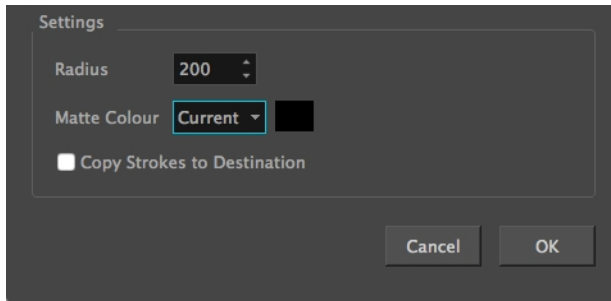 Settings
Radius 200
Matte Colour Current
Copy Strokes to Destination
Cancel OK